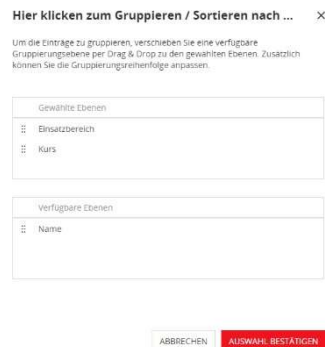 Hier klicken zum Gruppieren / Sortieren nach ...
Um die Einträge zu gruppieren, verschieben Sie eine verfügbare
Gruppierungsebene per Drag & Drop zu den gewählten Ebenen. Zusätzlich
können Sie die Gruppierungsreihenfolge anpassen.
Gewählte Ebenen
Einsatzbereich
Kurs
Verfügbare Ebenen
Name
ABBRECHEN AUSWAHL BESTÄTIGEN